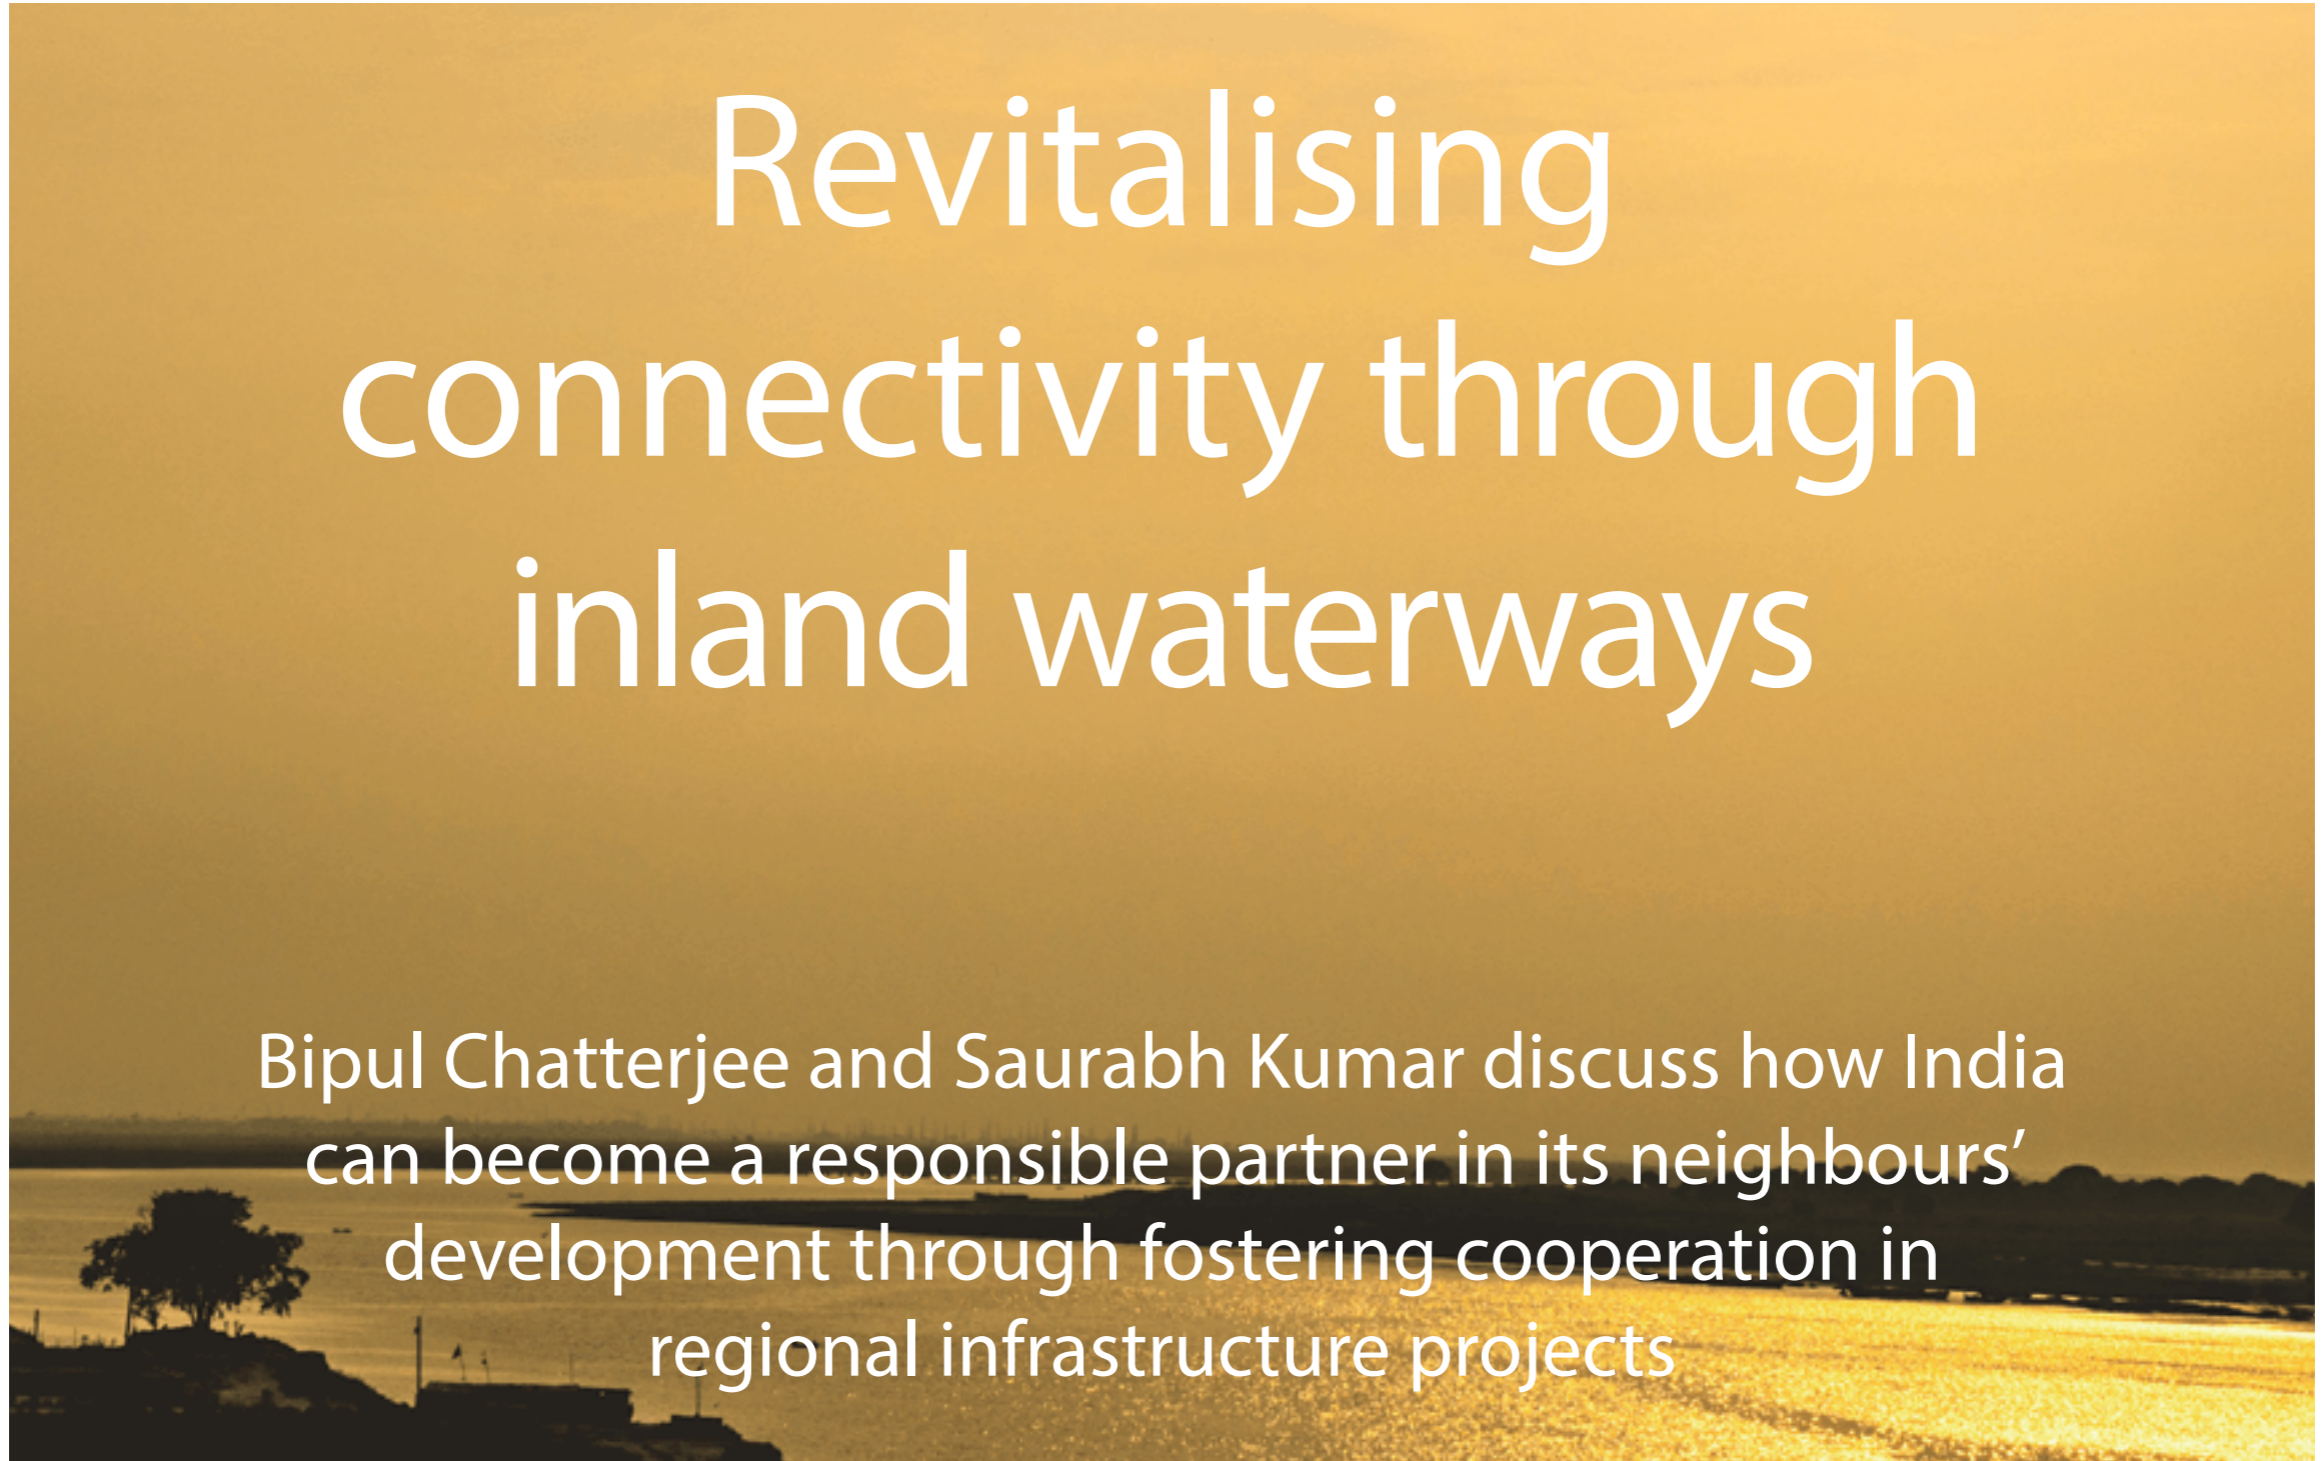 Revitalising
connectivity through
inland waterways
Bipul Chatterjee and Saurabh Kumar discuss how India
can become a responsible partner in its neighbours’
development through fostering cooperation in
regional infrastructure projects